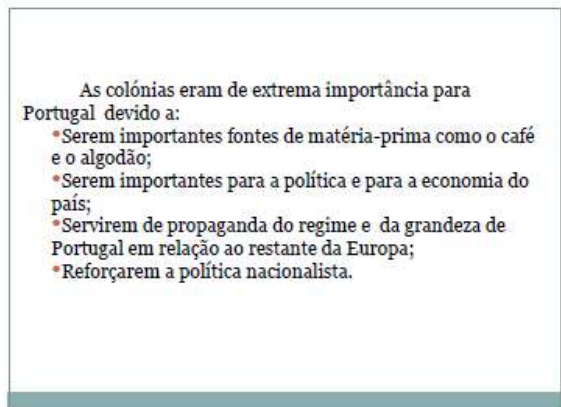 As colónias eram de extrema importância para
Portugal devido a:
•Serem importantes fontes de matéria-prima como o café
e o algodão;
•Serem importantes para a política e para a economia do
país;
•Servirem de propaganda do regime e da grandeza de
Portugal em relação ao restante da Europa;
•Reforçarem a política nacionalista.